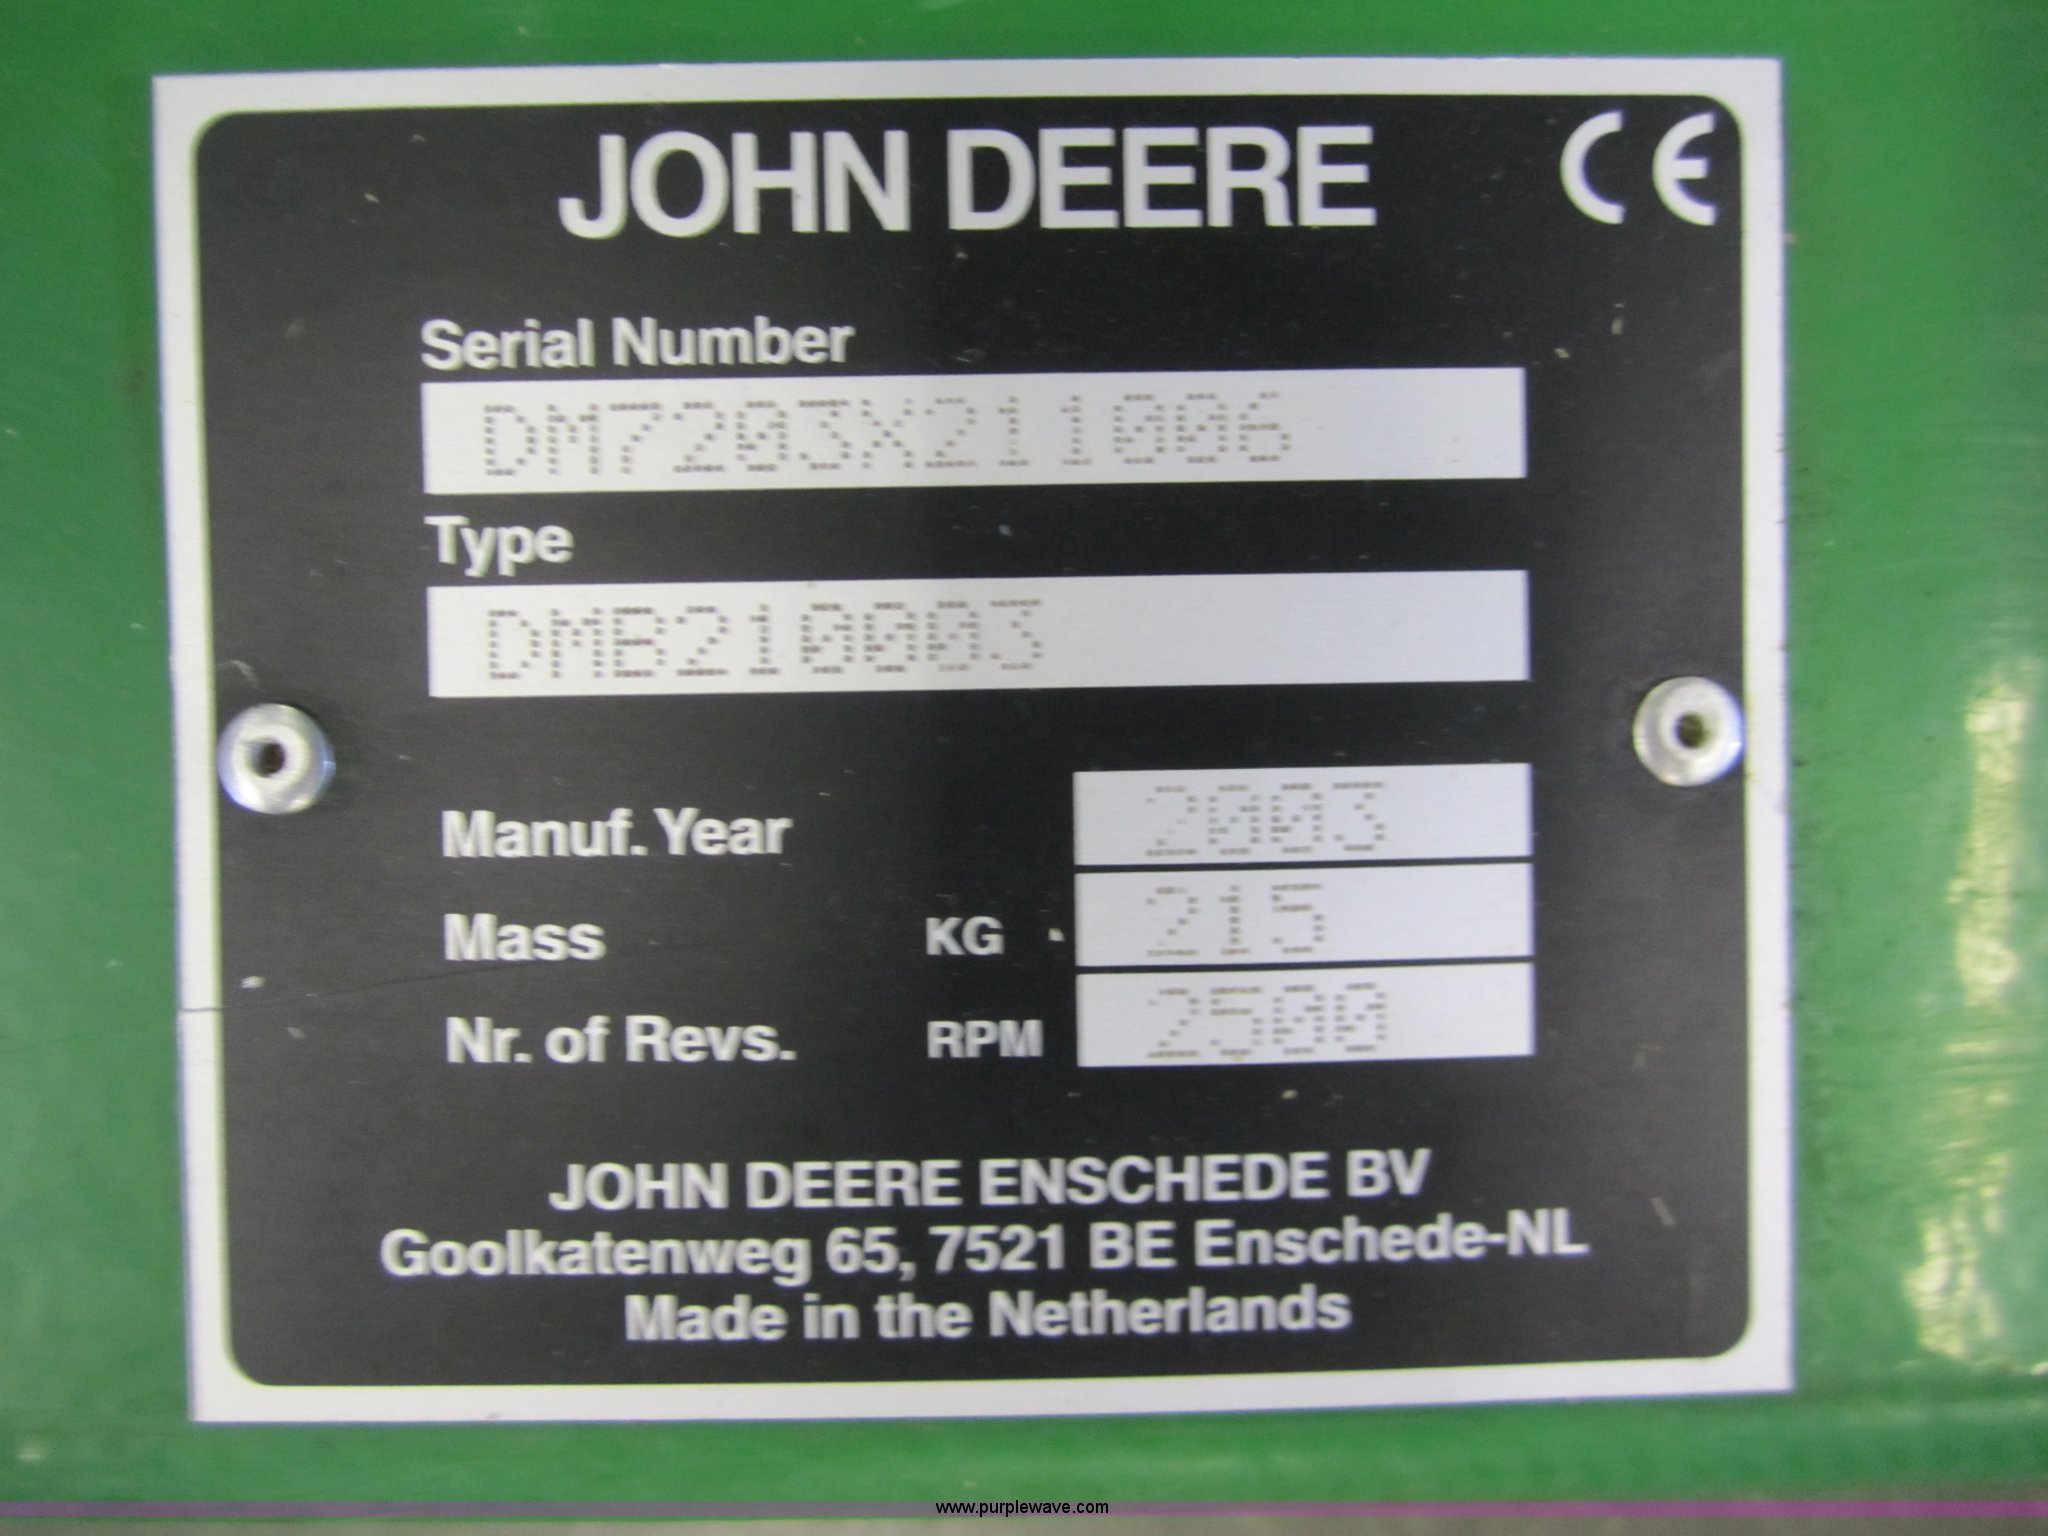 JOHN DEERE CE
Serial Number
DM7203X211006
Type
DMB210003
Manuf. Year 2003
Mass KG 215
Nr. of Revs. RPM 2500
JOHN DEERE ENSCHEDE BV
Goolkatenweg 65, 7521 BE Enschede-NL
Made in the Netherlands
www.purplewave.com